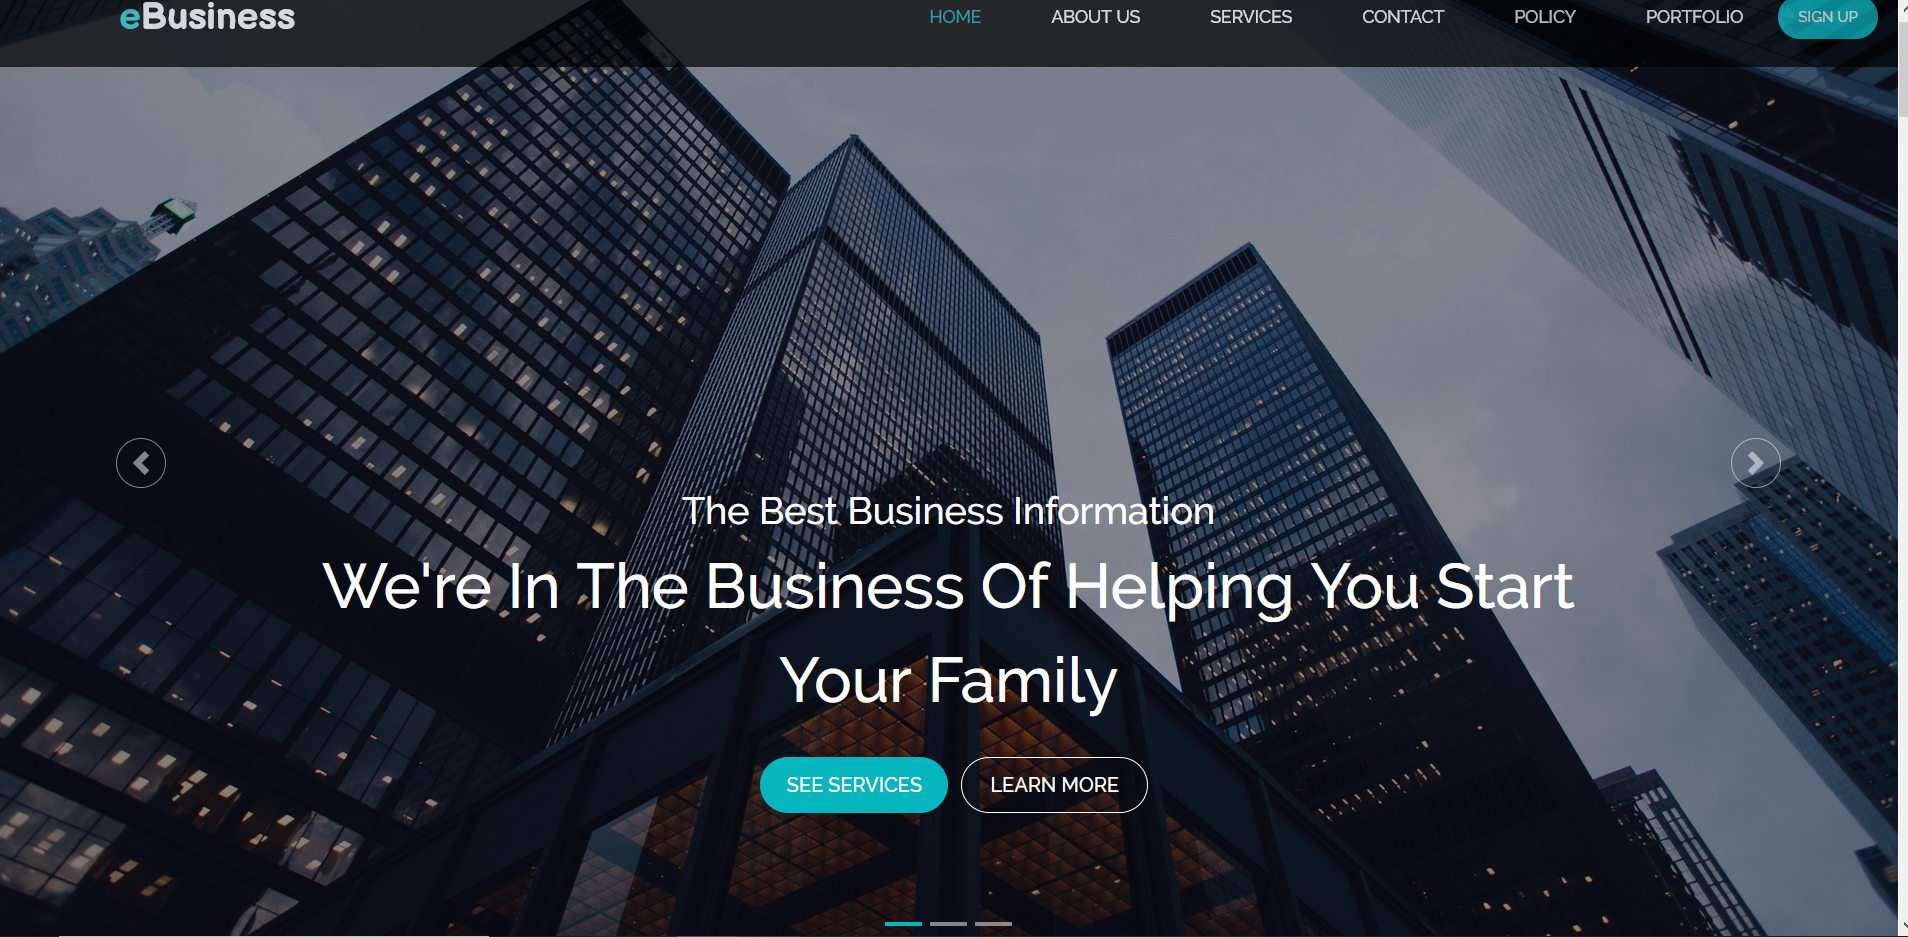 eBusiness
HOME ABOUT US SERVICES CONTACT POLICY PORTFOLIO SIGN UP
The Best Business Information
We're In The Business Of Helping You Start
Your Family
SEE SERVICES LEARN MORE